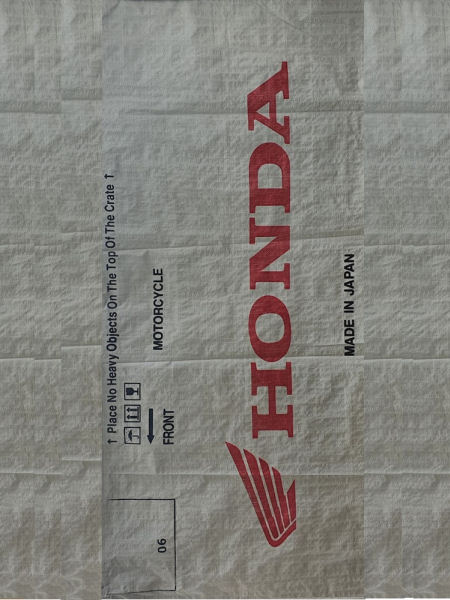 ↑ Place No Heavy Objects On The Top Of The Crate ↑
FRONT
MOTORCYCLE
06
HONDA
MADE IN JAPAN